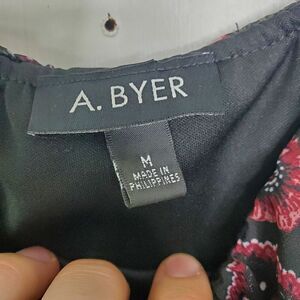 A. BYER
M
MADE IN
PHILIPPINES